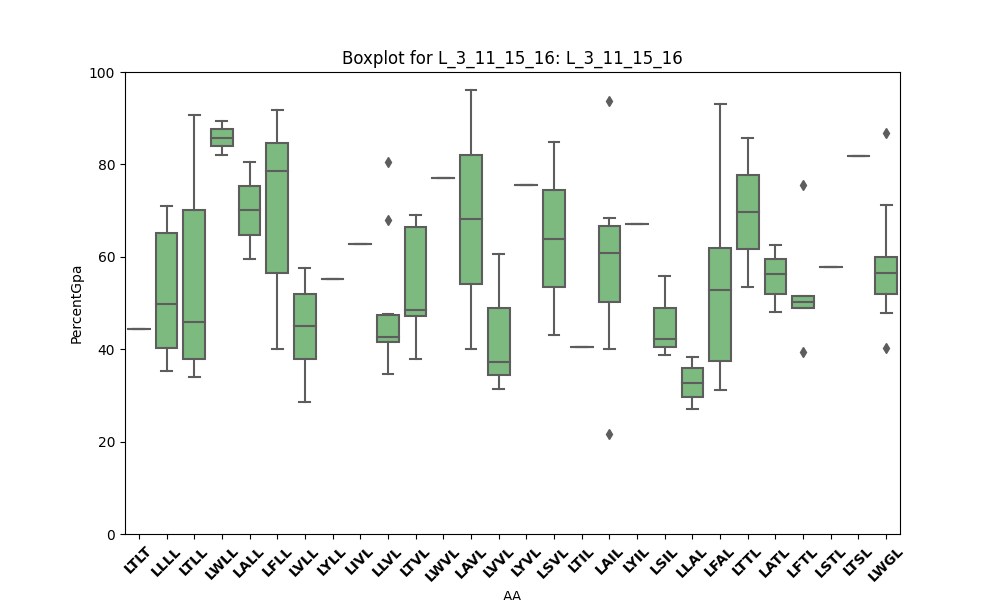 Boxplot for L_3_11_15_16: L_3_11_15_16
100
80
60
40
20
0
PercentGpa
LTLT LLLL LTLL LWLL LALL LFLL LVLL LYLL LIVL LLVL LTVL LWVL LAVL LVVL LYVL LSVL LTIL LAIL LYIL LSIL LLAL LFAL LTTL LATL LFTL LSTL LTSL LWGL
AA